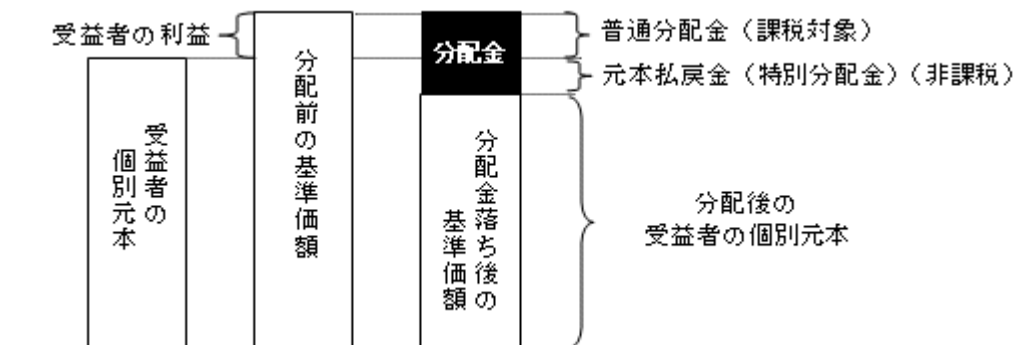 受益者の利益
普通分配金（課税対象）
分配金
元本払戻金（特別分配金）（非課税）
受益者の
個別元本
分配前の基準価額
分配金落ち後の
基準価額
分配後の
受益者の個別元本